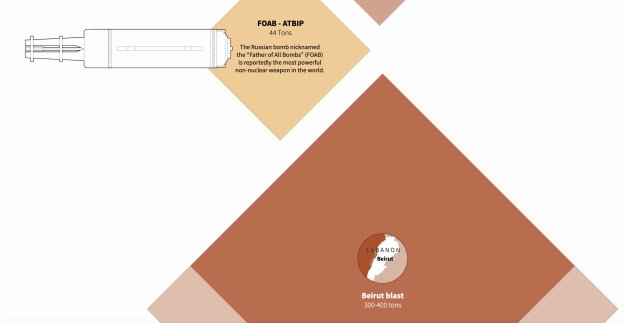 FOAB - ATBIP
44 Tons
The Russian bomb nicknamed
the "Father of All Bombs" (FOAB)
is reportedly the most powerful
non-nuclear weapon in the world.
LEBANON
Beirut
Beirut blast
300-400 tons